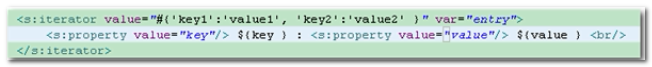 <s:iterator value="#{'key1':'value1', 'key2':'value2' }" var="entry">
<s:property value="key"/> ${key } : <s:property value="value"/> ${value } <br/>
</s:iterator>